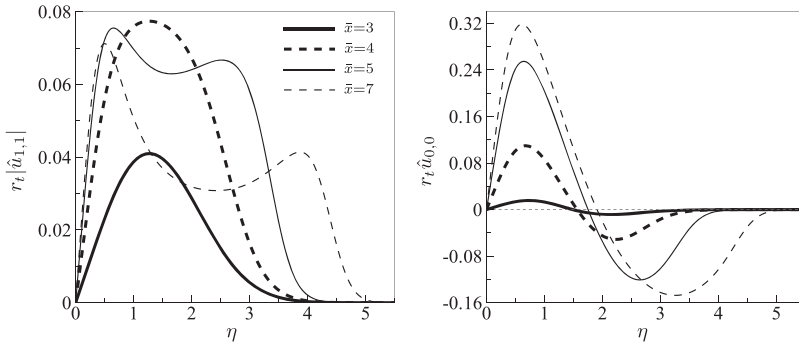 0.08
0.06
0.04
0.02
0
r_t|û_{1,1}|
x̄=3
x̄=4
x̄=5
x̄=7
0 1 2 3 4 5
η
0.32
0.24
0.16
0.08
0
-0.08
-0.16
r_t û_{0,0}
0 1 2 3 4 5
η